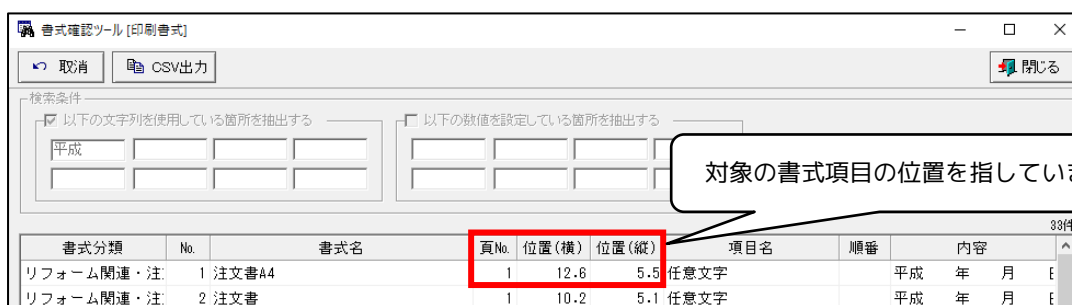 書式確認ツール [印刷書式]
取消 CSV出力 閉じる
検索条件
以下の文字列を使用している箇所を抽出する 以下の数値を設定している箇所を抽出する
平成
対象の書式項目の位置を指してい
33件
書式分類 No. 書式名 頁No. 位置(横) 位置(縦) 項目名 順番 内容
リフォーム関連・注 1 注文書A4 1 12.6 5.5 任意文字 平成 年 月
リフォーム関連・注 2 注文書 1 10.2 5.1 任意文字 平成 年 月